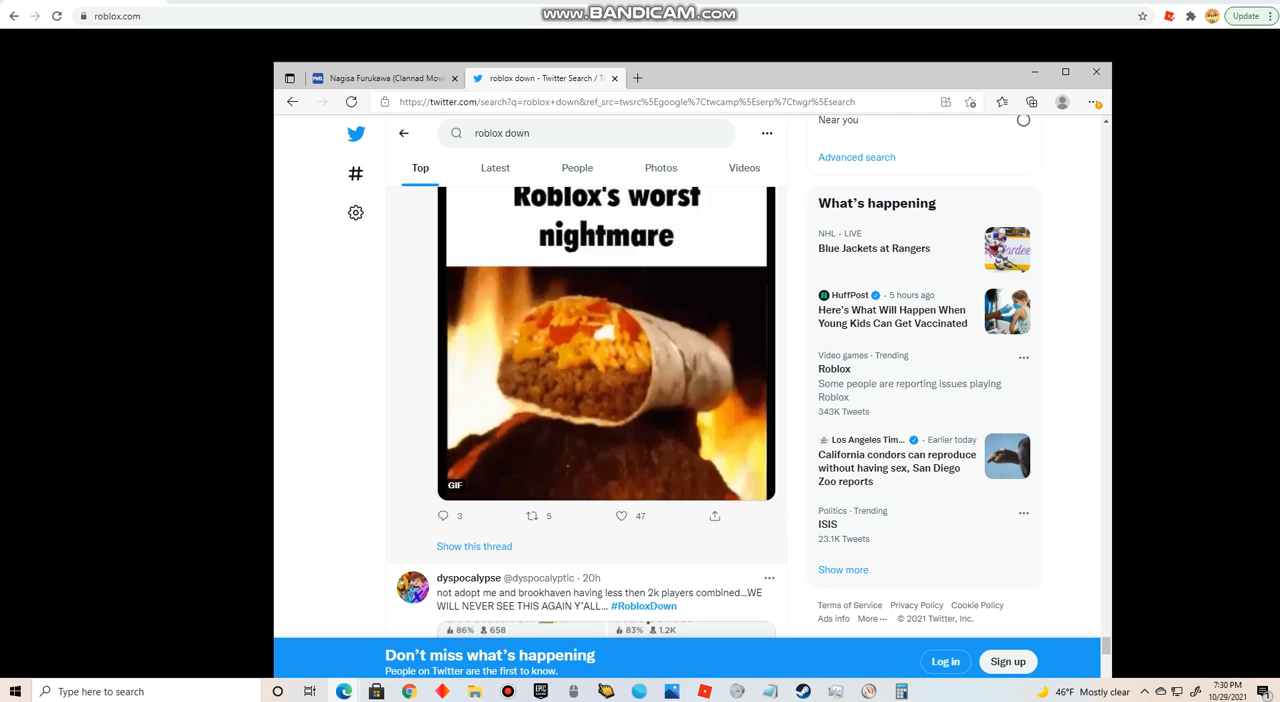 roblox.com
www.BANDICAM.com
Update
Nagisa Furukawa (Clannad Movi
roblox down - Twitter Search / T
https://twitter.com/search?q=roblox+down&ref_src=twsrc%5Egoogle%7Ctwcamp%5Eserp%7Ctwgr%5Esearch
roblox down
Top
Latest
People
Photos
Videos
Roblox's worst
nightmare
GIF
3
5
47
Show this thread
dyspocalypse @dyspocalyptic · 20h
not adopt me and brookhaven having less then 2k players combined...WE
WILL NEVER SEE THIS AGAIN Y'ALL... #RobloxDown
86% 658
83% 1.2K
Near you
Advanced search
What's happening
NHL · LIVE
Blue Jackets at Rangers
HuffPost · 5 hours ago
Here's What Will Happen When
Young Kids Can Get Vaccinated
Video games · Trending
Roblox
Some people are reporting issues playing
Roblox
343K Tweets
Los Angeles Tim... · Earlier today
California condors can reproduce
without having sex, San Diego
Zoo reports
Politics · Trending
ISIS
23.1K Tweets
Show more
Terms of Service Privacy Policy Cookie Policy
Ads info More ··· © 2021 Twitter, Inc.
Don't miss what's happening
People on Twitter are the first to know.
Log in
Sign up
Type here to search
EPIC
46°F Mostly clear
7:30 PM
10/29/2021